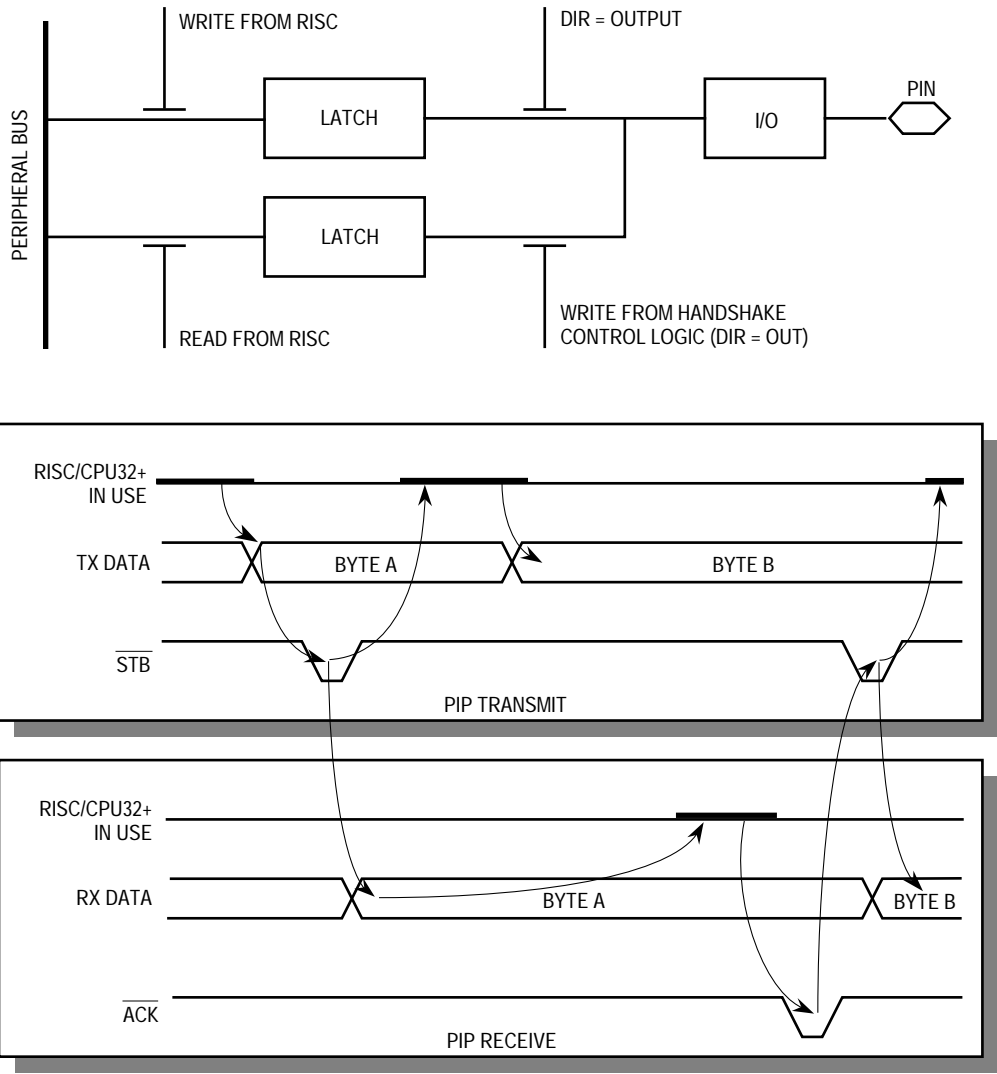 WRITE FROM RISC
DIR = OUTPUT
PERIPHERAL BUS
LATCH
I/O
PIN
LATCH
READ FROM RISC
WRITE FROM HANDSHAKE
CONTROL LOGIC (DIR = OUT)
RISC/CPU32+
IN USE
TX DATA
BYTE A
BYTE B
STB
PIP TRANSMIT
RISC/CPU32+
IN USE
RX DATA
BYTE A
BYTE B
ACK
PIP RECEIVE